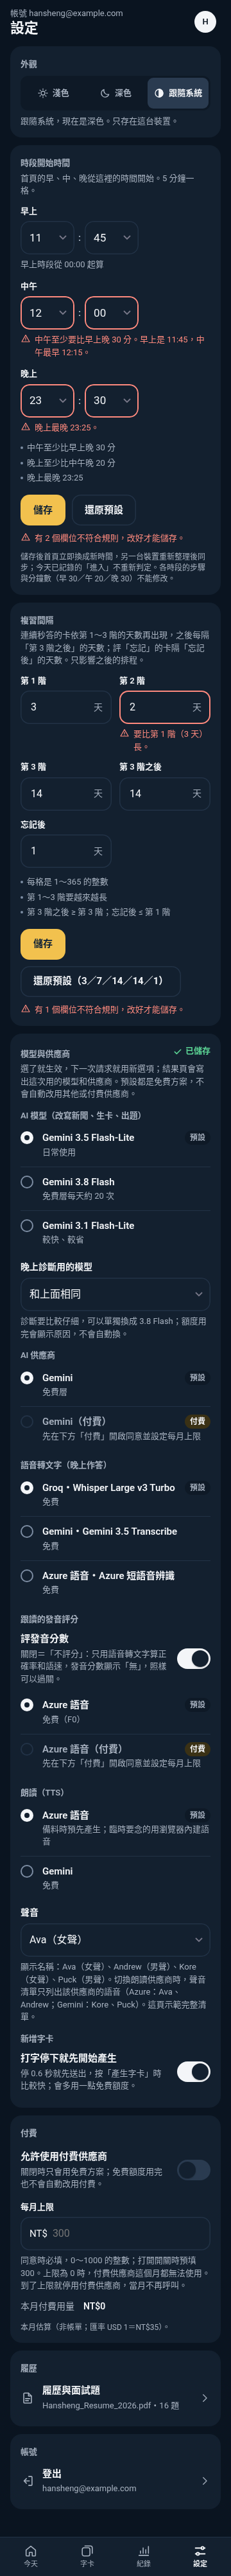 帳號 hansheng@example.com
設定
H
外觀
淺色
深色
跟隨系統
跟隨系統，現在是深色。只存在這台裝置。
時段開始時間
首頁的早、中、晚從這裡的時間開始。5 分鐘一
格。
早上
11 : 45
早上時段從 00:00 起算
中午
12 : 00
中午至少要比早上晚 30 分。早上是 11:45，中
午最早 12:15。
晚上
23 : 30
晚上最晚 23:25。
• 中午至少比早上晚 30 分
• 晚上至少比中午晚 20 分
• 晚上最晚 23:25
儲存
還原預設
有 2 個欄位不符合規則，改好才能儲存。
儲存後首頁立即換成新時間，另一台裝置重新整理後同
步；今天已記錄的「進入」不重新判定。各時段的步驟
與分鐘數（早 30／午 20／晚 30）不能修改。
複習間隔
連續秒答的卡依第 1～3 階的天數再出現，之後每隔
「第 3 階之後」的天數；評「忘記」的卡隔「忘記
後」的天數。只影響之後的排程。
第 1 階
第 2 階
3 天
2 天
要比第 1 階（3 天）
長。
第 3 階
第 3 階之後
14 天
14 天
忘記後
1 天
• 每格是 1～365 的整數
• 第 1～3 階要越來越長
• 第 3 階之後 ≥ 第 3 階；忘記後 ≤ 第 1 階
儲存
還原預設（3／7／14／14／1）
有 1 個欄位不符合規則，改好才能儲存。
模型與供應商
已儲存
選了就生效，下一次請求就用新選項；結果頁會寫
出這次用的模型和供應商。預設都是免費方案，不
會自動改用其他或付費供應商。
AI 模型（改寫新聞、生卡、出題）
Gemini 3.5 Flash-Lite
預設
日常使用
Gemini 3.8 Flash
免費層每天約 20 次
Gemini 3.1 Flash-Lite
較快、較省
晚上診斷用的模型
和上面相同
診斷要比較仔細，可以單獨換成 3.8 Flash；額度用
完會顯示原因，不會自動換。
AI 供應商
Gemini
預設
免費層
Gemini（付費）
付費
先在下方「付費」開啟同意並設定每月上限
語音轉文字（晚上作答）
Groq・Whisper Large v3 Turbo
預設
免費
Gemini・Gemini 3.5 Transcribe
免費
Azure 語音・Azure 短語音辨識
免費
跟讀的發音評分
評發音分數
關閉＝「不評分」：只用語音轉文字算正
確率和語速，發音分數顯示「無」，照樣
可以過關。
Azure 語音
預設
免費（F0）
Azure 語音（付費）
付費
先在下方「付費」開啟同意並設定每月上限
朗讀（TTS）
Azure 語音
預設
備料時預先產生；臨時要念的用瀏覽器內建語
音
Gemini
免費
聲音
Ava（女聲）
顯示名稱：Ava（女聲）、Andrew（男聲）、Kore
（女聲）、Puck（男聲）。切換朗讀供應商時，聲音
清單只列出該供應商的語音（Azure：Ava、
Andrew；Gemini：Kore、Puck）。這頁示範完整清
單。
新增字卡
打字停下就先開始產生
停 0.6 秒就先送出，按「產生字卡」時
比較快；會多用一點免費額度。
付費
允許使用付費供應商
關閉時只會用免費方案；免費額度用完
也不會自動改用付費。
每月上限
NT$ 300
同意時必填，0～1000 的整數；打開開關時預填
300。上限為 0 時，付費供應商這個月都無法使用。
到了上限就停用付費供應商，當月不再呼叫。
本月付費用量 NT$0
本月估算（非帳單；匯率 USD 1＝NT$35）。
履歷
履歷與面試題
Hansheng_Resume_2026.pdf・16 題
帳號
登出
hansheng@example.com
今天
字卡
紀錄
設定